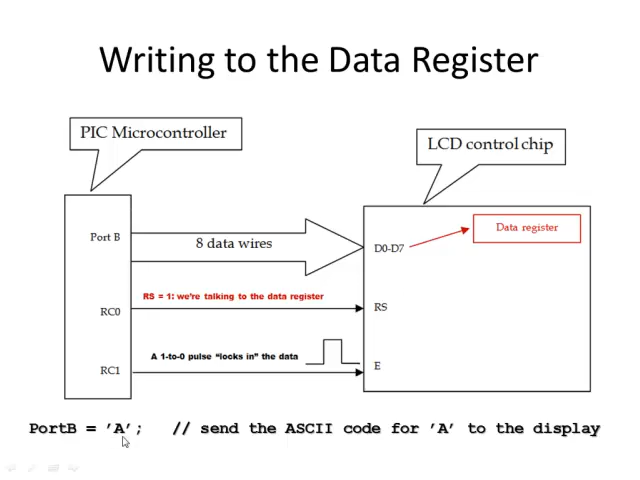 Writing to the Data Register
PIC Microcontroller
LCD control chip
Port B
8 data wires
D0-D7
Data register
RC0
RS = 1: we're talking to the data register
RS
RC1
A 1-to-0 pulse “locks in” the data
E
PortB = ’A’;   // send the ASCII code for ’A’ to the display